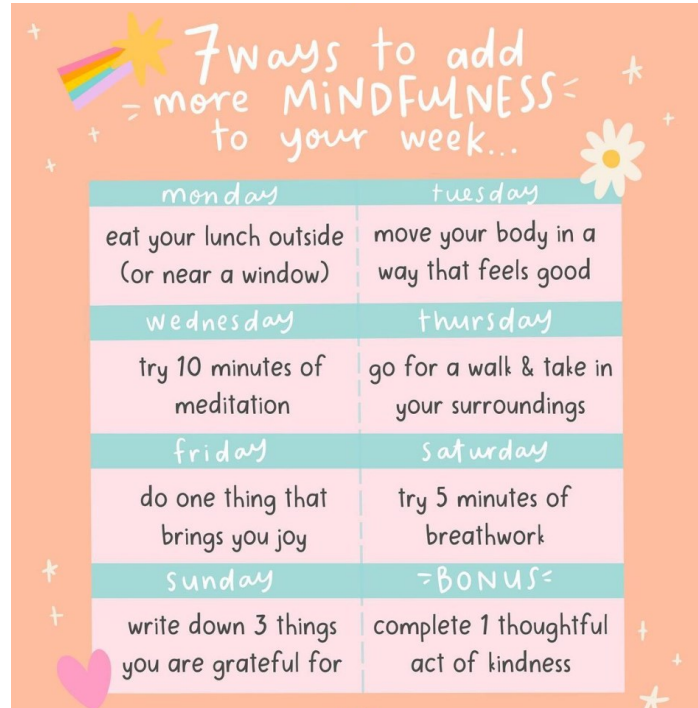 7 ways to add
more MiNDFULNESS
to your week...
monday
eat your lunch outside
(or near a window)
tuesday
move your body in a
way that feels good
wednesday
try 10 minutes of
meditation
thursday
go for a walk & take in
your surroundings
friday
do one thing that
brings you joy
saturday
try 5 minutes of
breathwork
sunday
write down 3 things
you are grateful for
BONUS
complete 1 thoughtful
act of kindness